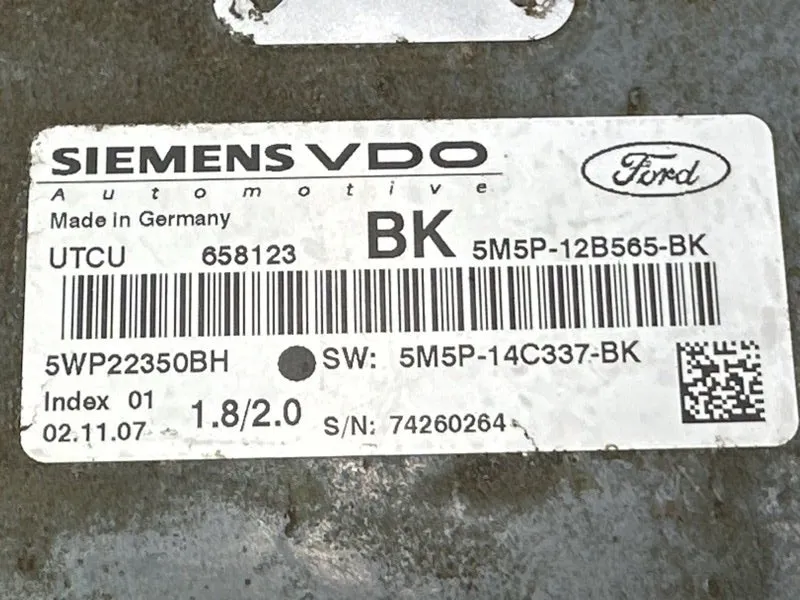 SIEMENS VDO
Automotive
Ford
Made in Germany
UTCU 658123 BK 5M5P-12B565-BK
5WP22350BH SW: 5M5P-14C337-BK
Index 01
02.11.07 1.8/2.0 S/N: 74260264